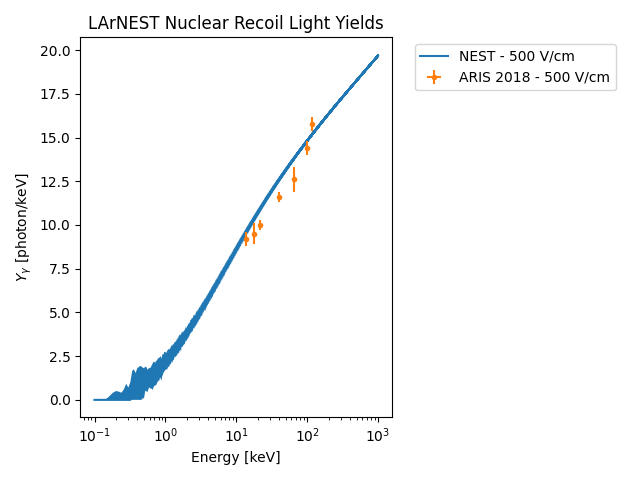 LArNEST Nuclear Recoil Light Yields
NEST - 500 V/cm
ARIS 2018 - 500 V/cm
20.0
17.5
15.0
12.5
10.0
7.5
5.0
2.5
0.0
Yγ [photon/keV]
10⁻¹ 10⁰ 10¹ 10² 10³
Energy [keV]